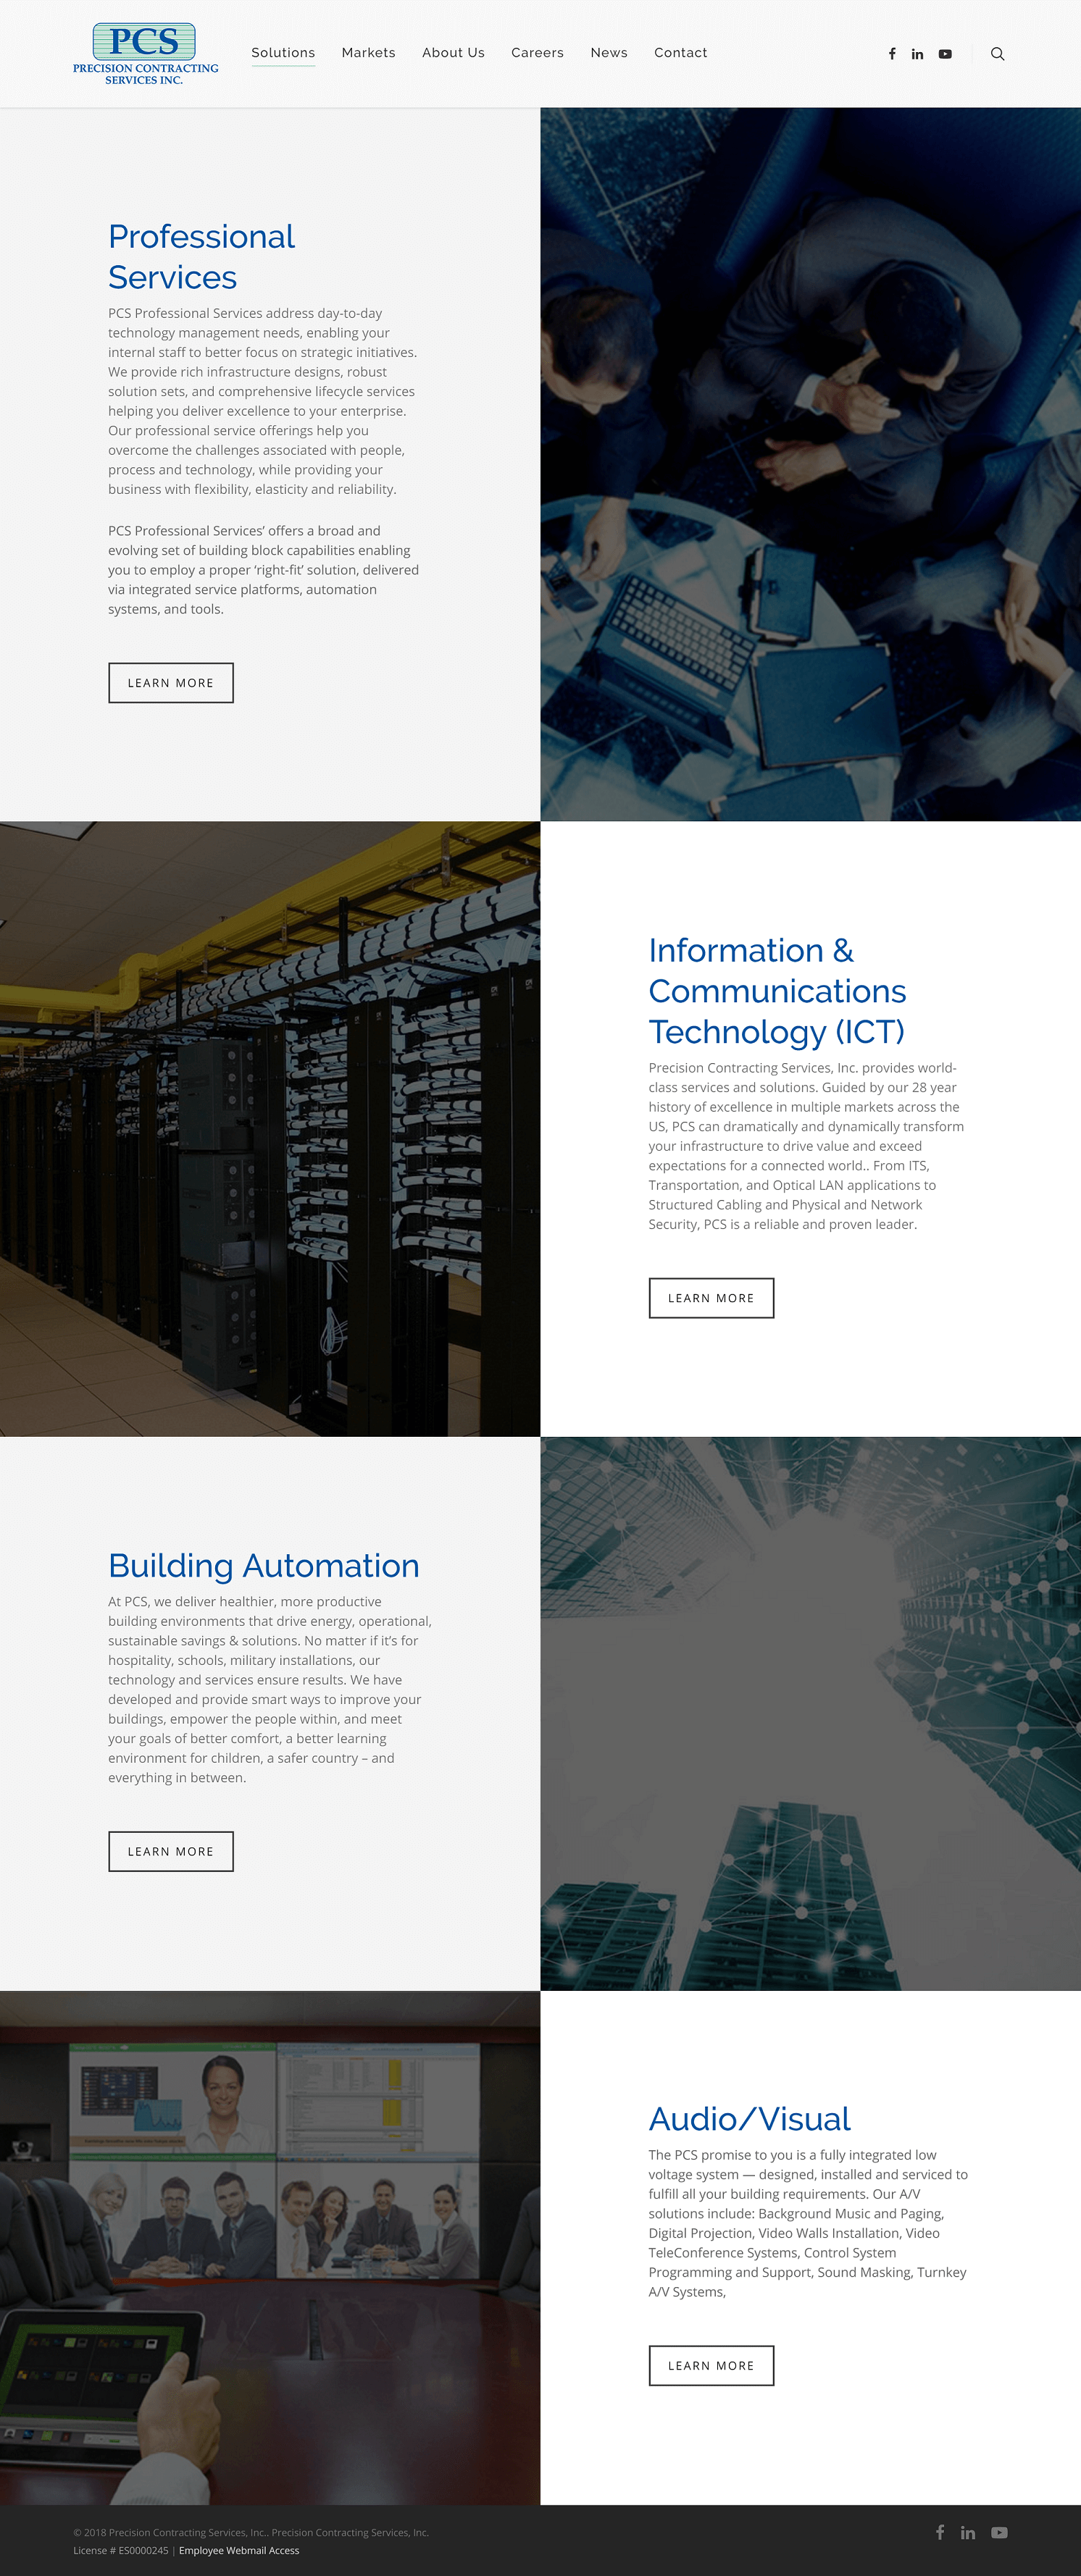 PCS
PRECISION CONTRACTING
SERVICES INC.
Solutions Markets About Us Careers News Contact
Professional
Services
PCS Professional Services address day-to-day
technology management needs, enabling your
internal staff to better focus on strategic initiatives.
We provide rich infrastructure designs, robust
solution sets, and comprehensive lifecycle services
helping you deliver excellence to your enterprise.
Our professional service offerings help you
overcome the challenges associated with people,
process and technology, while providing your
business with flexibility, elasticity and reliability.
PCS Professional Services’ offers a broad and
evolving set of building block capabilities enabling
you to employ a proper ‘right-fit’ solution, delivered
via integrated service platforms, automation
systems, and tools.
LEARN MORE
Information &
Communications
Technology (ICT)
Precision Contracting Services, Inc. provides world-
class services and solutions. Guided by our 28 year
history of excellence in multiple markets across the
US, PCS can dramatically and dynamically transform
your infrastructure to drive value and exceed
expectations for a connected world.. From ITS,
Transportation, and Optical LAN applications to
Structured Cabling and Physical and Network
Security, PCS is a reliable and proven leader.
LEARN MORE
Building Automation
At PCS, we deliver healthier, more productive
building environments that drive energy, operational,
sustainable savings & solutions. No matter if it’s for
hospitality, schools, military installations, our
technology and services ensure results. We have
developed and provide smart ways to improve your
buildings, empower the people within, and meet
your goals of better comfort, a better learning
environment for children, a safer country – and
everything in between.
LEARN MORE
Audio/Visual
The PCS promise to you is a fully integrated low
voltage system — designed, installed and serviced to
fulfill all your building requirements. Our A/V
solutions include: Background Music and Paging,
Digital Projection, Video Walls Installation, Video
TeleConference Systems, Control System
Programming and Support, Sound Masking, Turnkey
A/V Systems,
LEARN MORE
© 2018 Precision Contracting Services, Inc.. Precision Contracting Services, Inc.
License # ES0000245 | Employee Webmail Access